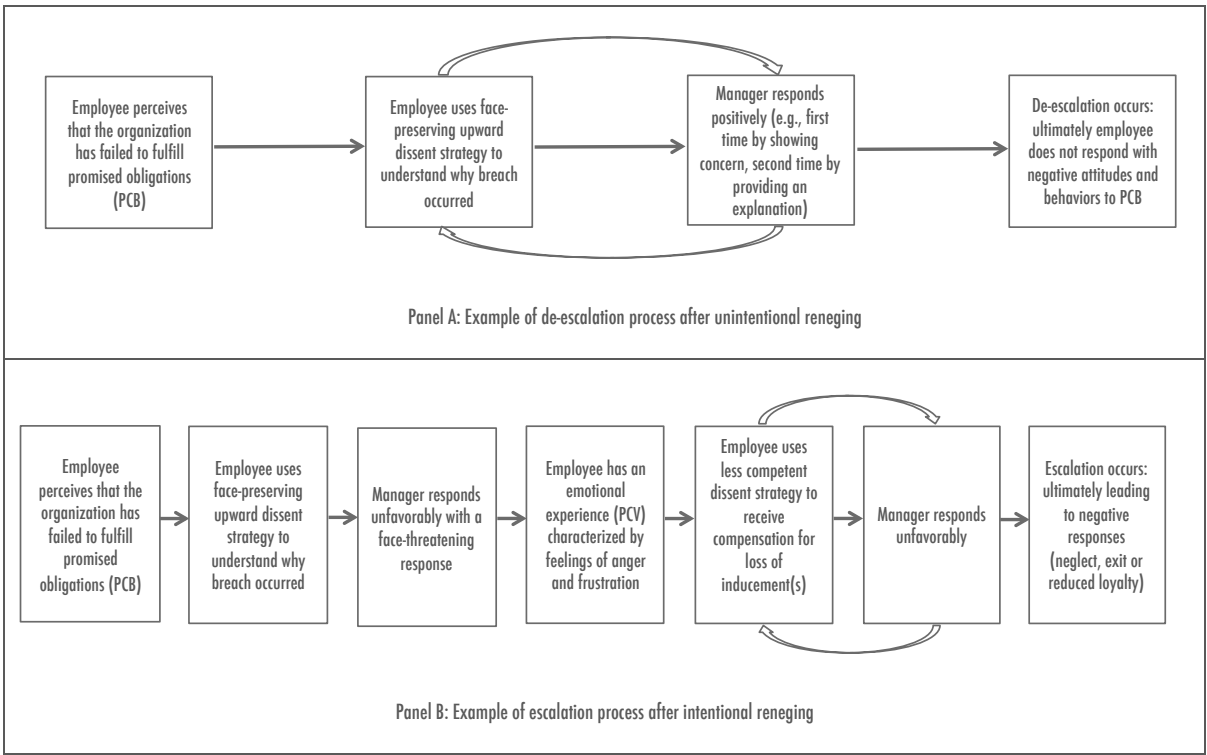 Employee perceives
that the organization
has failed to fulfill
promised obligations
(PCB)
Employee uses face-
preserving upward
dissent strategy to
understand why breach
occurred
Manager responds
positively (e.g., first
time by showing
concern, second time by
providing an
explanation)
De-escalation occurs:
ultimately employee
does not respond with
negative attitudes and
behaviors to PCB
Panel A: Example of de-escalation process after unintentional reneging
Employee
perceives that the
organization has
failed to fulfill
promised
obligations (PCB)
Employee uses
face-preserving
upward dissent
strategy to
understand why
breach occurred
Manager responds
unfavorably with a
face-threatening
response
Employee has an
emotional
experience (PCV)
characterized by
feelings of anger
and frustration
Employee uses
less competent
dissent strategy to
receive
compensation for
loss of
inducement(s)
Manager responds
unfavorably
Escalation occurs:
ultimately leading
to negative
responses
(neglect, exit or
reduced loyalty)
Panel B: Example of escalation process after intentional reneging